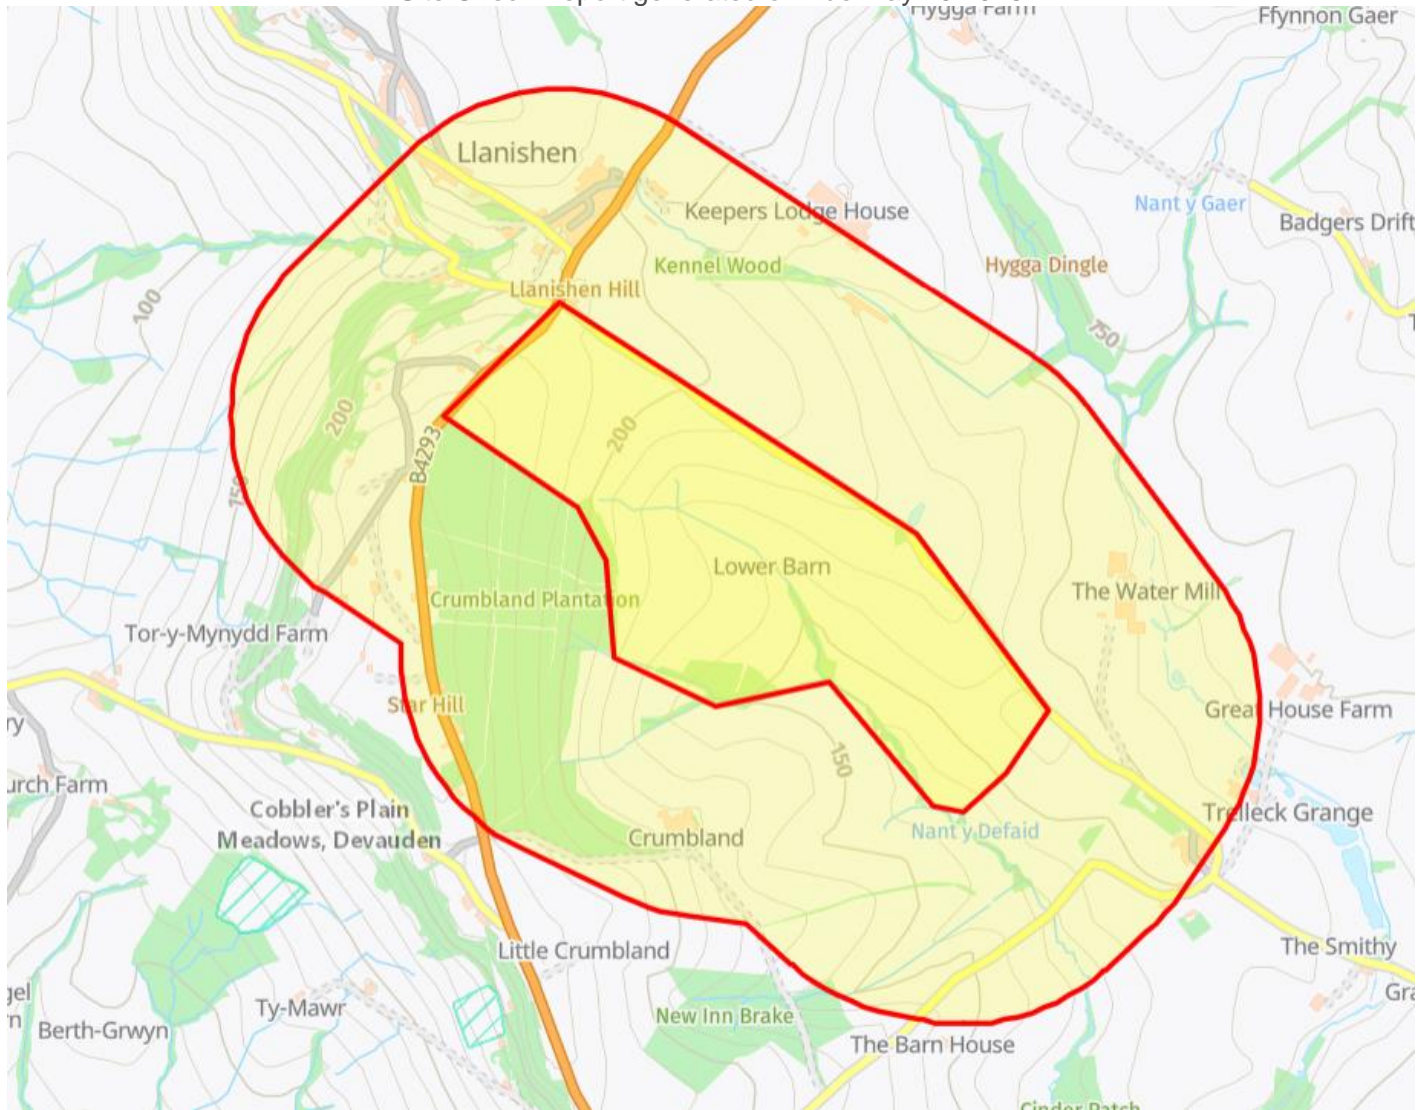 Ffynnon Gaer
Llanishen
Keepers Lodge House
Nant y Gaer
Badgers Drift
Kennel Wood
Hygga Dingle
Llanishen Hill
100
750
200
200
B4293
150
Lower Barn
The Water Mill
Crumbland Plantation
Tor-y-Mynydd Farm
Star Hill
Great House Farm
150
urch Farm
Cobbler's Plain
Meadows, Devauden
Trelleck Grange
Crumbland
Nant y Defaid
Little Crumbland
The Smithy
Ty-Mawr
New Inn Brake
Berth-Grwyn
The Barn House